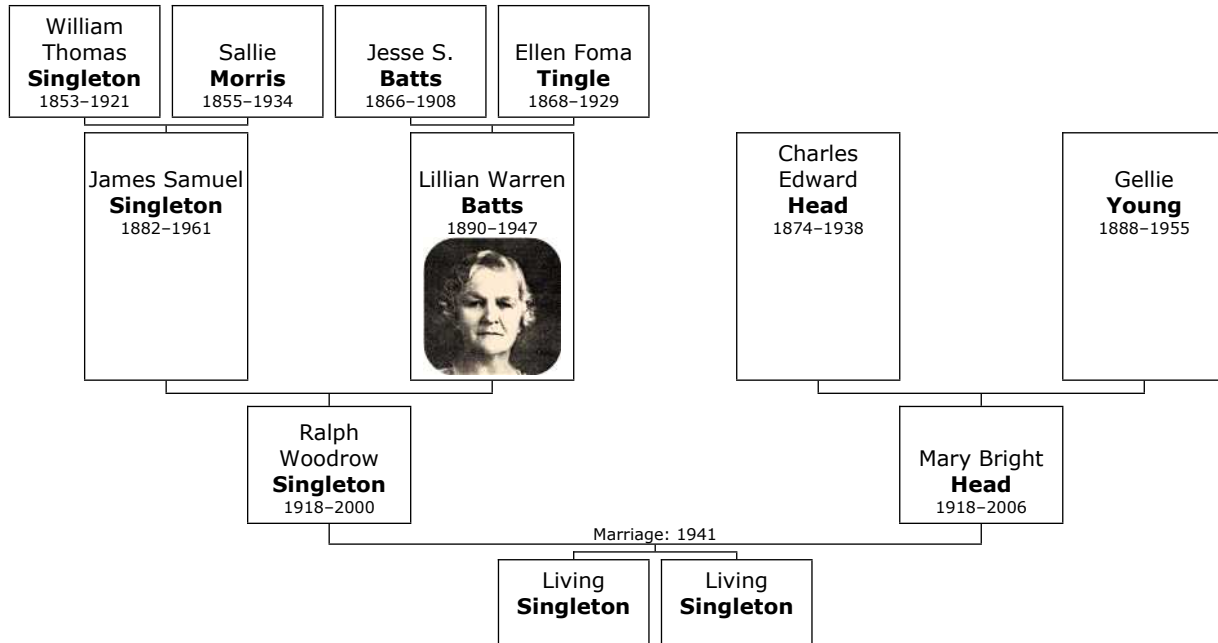 William
Thomas
Singleton
1853–1921
Sallie
Morris
1855–1934
Jesse S.
Batts
1866–1908
Ellen Foma
Tingle
1868–1929
James Samuel
Singleton
1882–1961
Lillian Warren
Batts
1890–1947
Charles
Edward
Head
1874–1938
Gellie
Young
1888–1955
Ralph
Woodrow
Singleton
1918–2000
Mary Bright
Head
1918–2006
Marriage: 1941
Living
Singleton
Living
Singleton